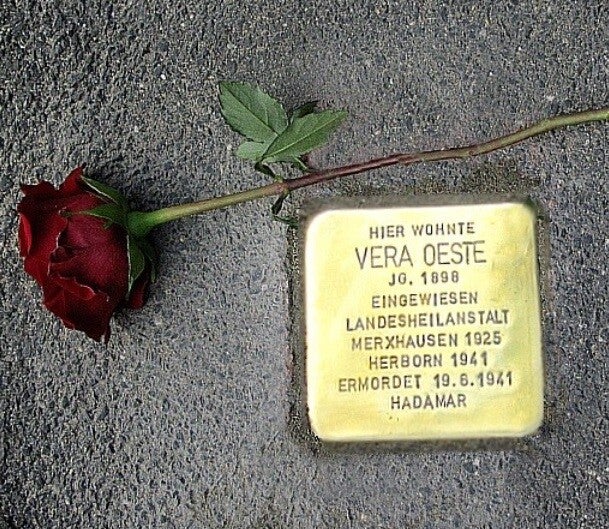 HIER WOHNTE
VERA OESTE
JG. 1898
EINGEWIESEN
LANDESHEILANSTALT
MERXHAUSEN 1925
HERBORN 1941
ERMORDET 19.6.1941
HADAMAR